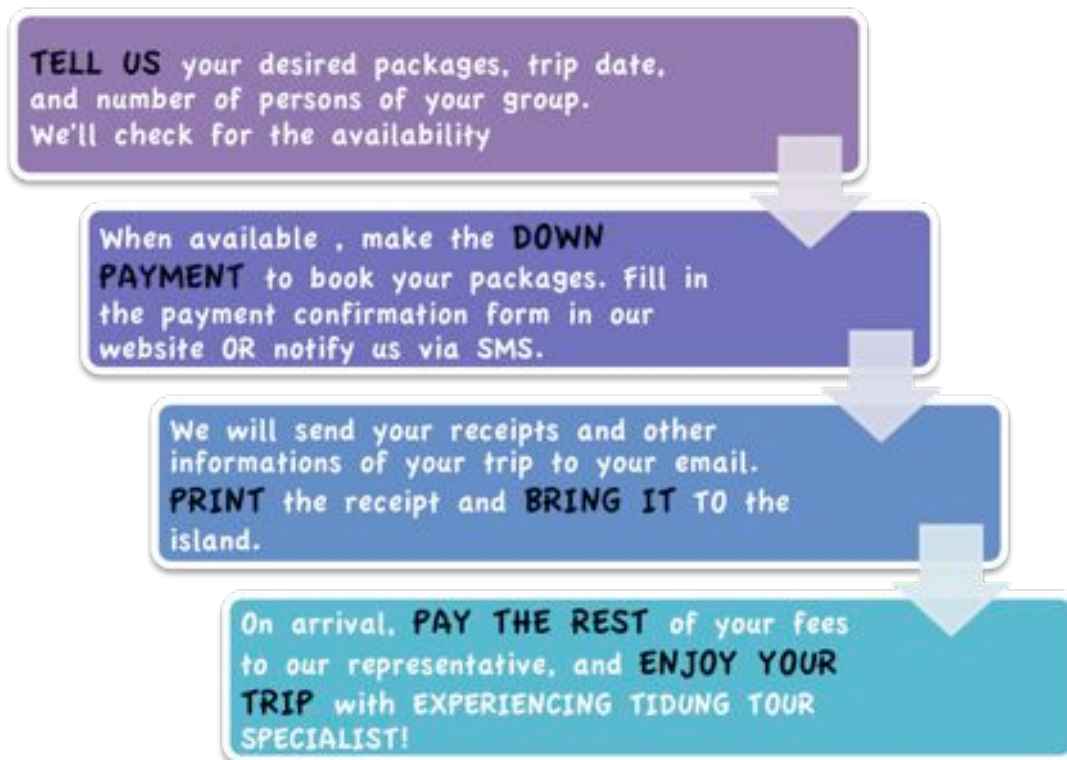 TELL US your desired packages, trip date,
and number of persons of your group.
We'll check for the availability
When available , make the DOWN
PAYMENT to book your packages. Fill in
the payment confirmation form in our
website OR notify us via SMS.
We will send your receipts and other
informations of your trip to your email.
PRINT the receipt and BRING IT TO the
island.
On arrival, PAY THE REST of your fees
to our representative, and ENJOY YOUR
TRIP with EXPERIENCING TIDUNG TOUR
SPECIALIST!